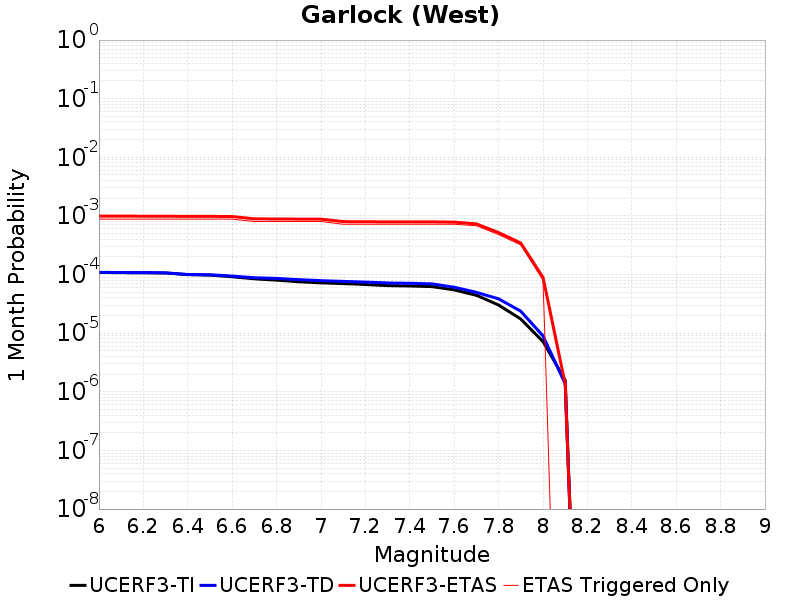 Garlock (West)
1 Month Probability
10^0
10^-1
10^-2
10^-3
10^-4
10^-5
10^-6
10^-7
10^-8
6 6.2 6.4 6.6 6.8 7 7.2 7.4 7.6 7.8 8 8.2 8.4 8.6 8.8 9
Magnitude
UCERF3-TI UCERF3-TD UCERF3-ETAS ETAS Triggered Only